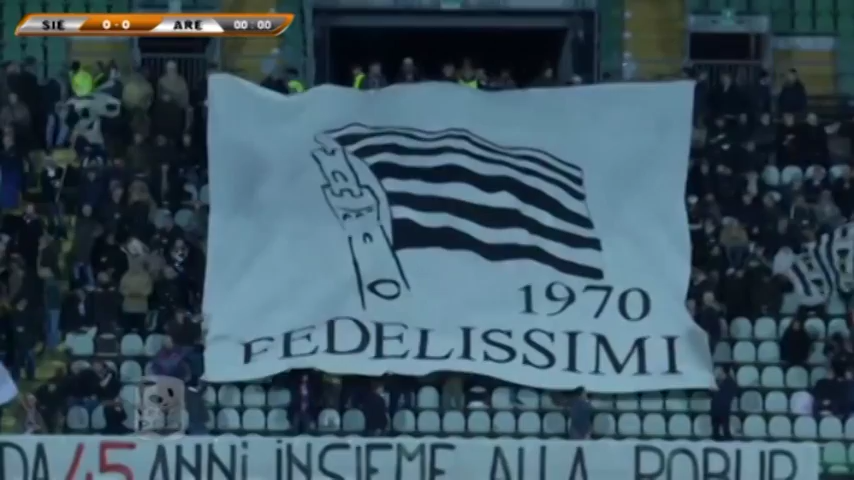 SIE 0 - 0 ARE 00:00
1970
FEDELISSIMI
DA 45 ANNi iNSiEME ALLA ROBUR